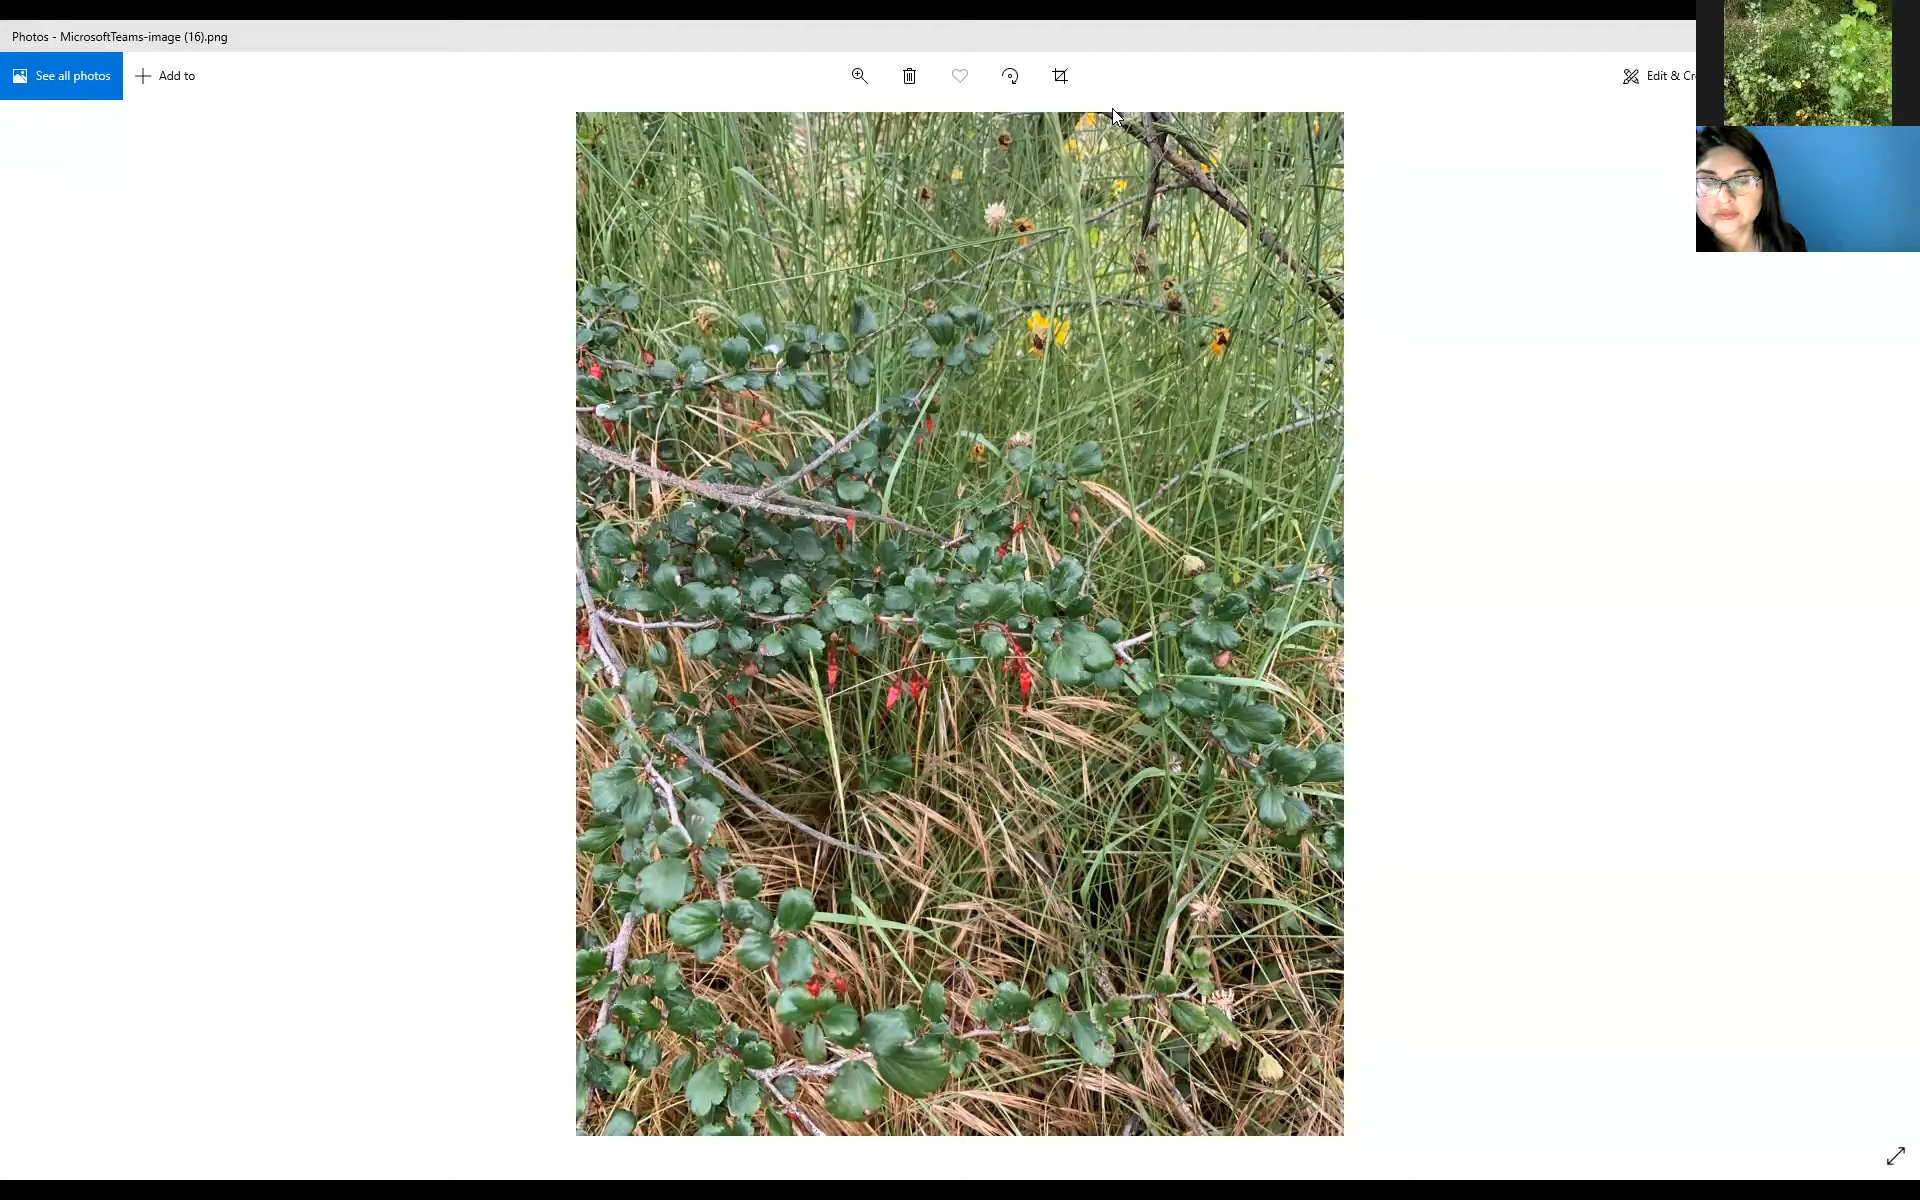 Photos - MicrosoftTeams-image (16).png
See all photos
Add to
Edit & Cr